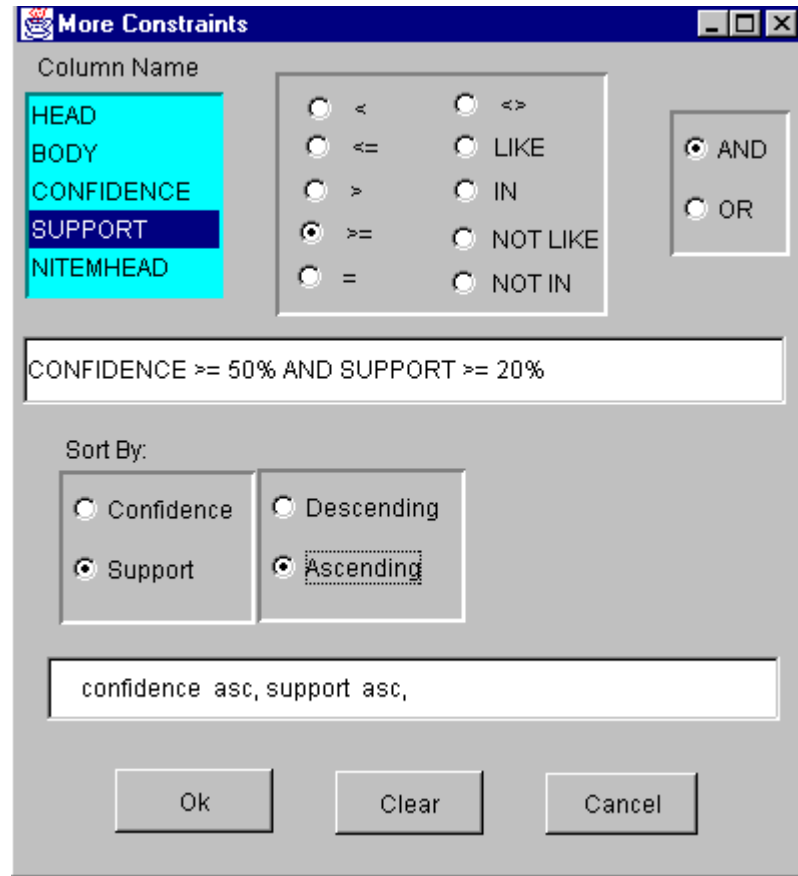 More Constraints
Column Name
HEAD
BODY
CONFIDENCE
SUPPORT
NITEMHEAD
<
<=
>
>=
=
<>
LIKE
IN
NOT LIKE
NOT IN
AND
OR
CONFIDENCE >= 50% AND SUPPORT >= 20%
Sort By:
Confidence
Support
Descending
Ascending
confidence asc, support asc,
Ok
Clear
Cancel